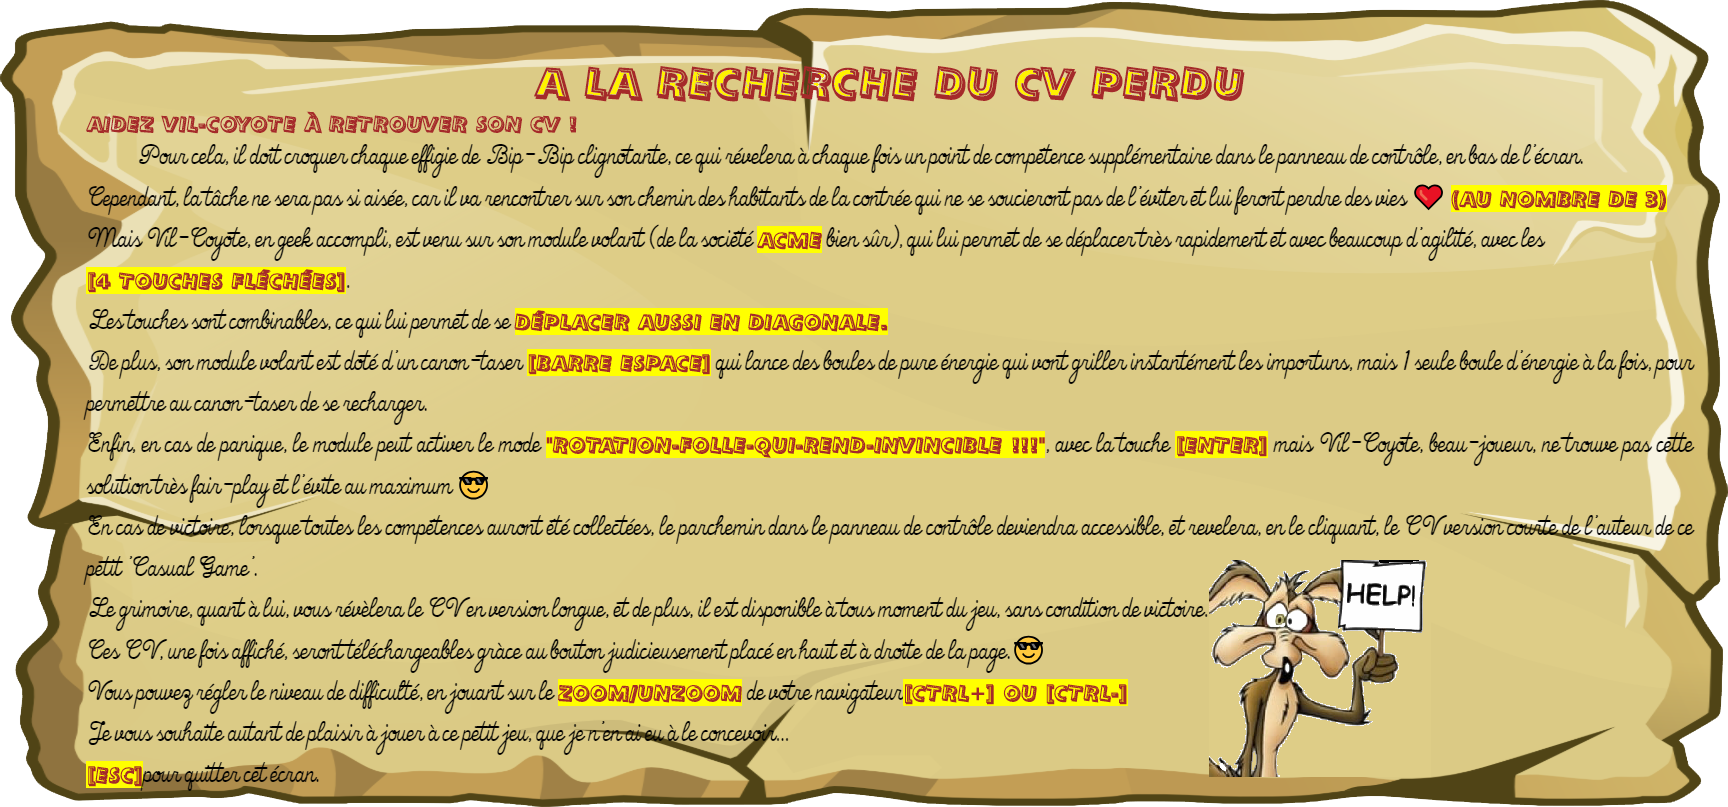 A LA RECHERCHE DU CV PERDU
AIDEZ VIL-COYOTE À RETROUVER SON CV !
Pour cela, il doit croquer chaque effigie de Bip-Bip clignotante, ce qui révelera à chaque fois un point de compétence supplémentaire dans le panneau de contrôle, en bas de l'écran.
Cependant, la tâche ne sera pas si aisée, car il va rencontrer sur son chemin des habitants de la contrée qui ne se soucieront pas de l'éviter et lui feront perdre des vies ❤️ (AU NOMBRE DE 3)
Mais Vil-Coyote, en geek accompli, est venu sur son module volant (de la société ACME bien sûr), qui lui permet de se déplacer très rapidement et avec beaucoup d'agilité, avec les
[4 TOUCHES FLÉCHÉES].
Les touches sont combinables, ce qui lui permet de se DÉPLACER AUSSI EN DIAGONALE.
De plus, son module volant est doté d'un canon-taser [BARRE ESPACE] qui lance des boules de pure énergie qui vont griller instantément les importuns, mais 1 seule boule d'énergie à la fois, pour
permettre au canon-taser de se recharger.
Enfin, en cas de panique, le module peut activer le mode "ROTATION-FOLLE-QUI-REND-INVINCIBLE !!!", avec la touche [ENTER] mais Vil-Coyote, beau-joueur, ne trouve pas cette
solution très fair-play et l'évite au maximum 😎
En cas de victoire, lorsque toutes les compétences auront été collectées, le parchemin dans le panneau de contrôle deviendra accessible, et revelera, en le cliquant, le CV version courte de l'auteur de ce
petit 'Casual Game'.
Le grimoire, quant à lui, vous révèlera le CV en version longue, et de plus, il est disponible à tous moment du jeu, sans condition de victoire.
HELP!
Ces CV, une fois affiché, seront téléchargeables gràce au bouton judicieusement placé en haut et à droite de la page. 😎
Vous pouvez régler le niveau de difficulté, en jouant sur le ZOOM/UNZOOM de votre navigateur [CTRL+] OU [CTRL-]
Je vous souhaite autant de plaisir à jouer à ce petit jeu, que je n'en ai eu à le concevoir...
[ESC] pour quitter cet écran.